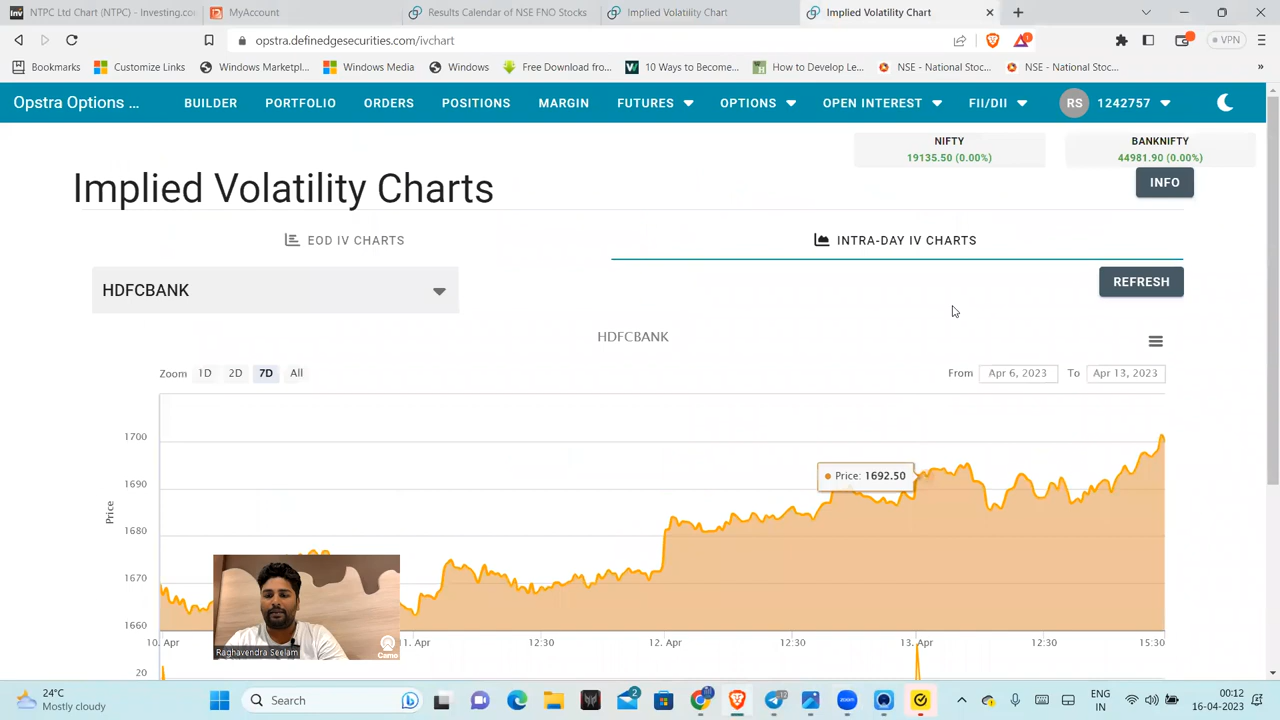 NTPC Ltd (NTPC) Stock - Investing.co
MyAccount
Results Calendar of NSE FNO Stocks
Implied Volatility Chart
Implied Volatility Chart
opstra.definedgesecurities.com/ivchart
VPN
Bookmarks
Customize Links
Windows Marketpl...
Windows Media
Windows
Free Download fro...
10 Ways to Become...
How to Develop Le...
NSE - National Stoc...
NSE - National Stoc...
Opstra Options ...
BUILDER
PORTFOLIO
ORDERS
POSITIONS
MARGIN
FUTURES
OPTIONS
OPEN INTEREST
FII/DII
RS
1242757
NIFTY
19135.50 (0.00%)
BANKNIFTY
44981.90 (0.00%)
Implied Volatility Charts
INFO
EOD IV CHARTS
INTRA-DAY IV CHARTS
HDFCBANK
REFRESH
HDFCBANK
Zoom 1D 2D 7D All
From Apr 6, 2023 To Apr 13, 2023
1700
1690
1680
1670
1660
Price
Price: 1692.50
Raghavendra Seelam
10. Apr
1. Apr
12:30
12. Apr
12:30
13. Apr
12:30
15:30
20
24°C
Mostly cloudy
Search
ENG
IN
00:12
16-04-2023